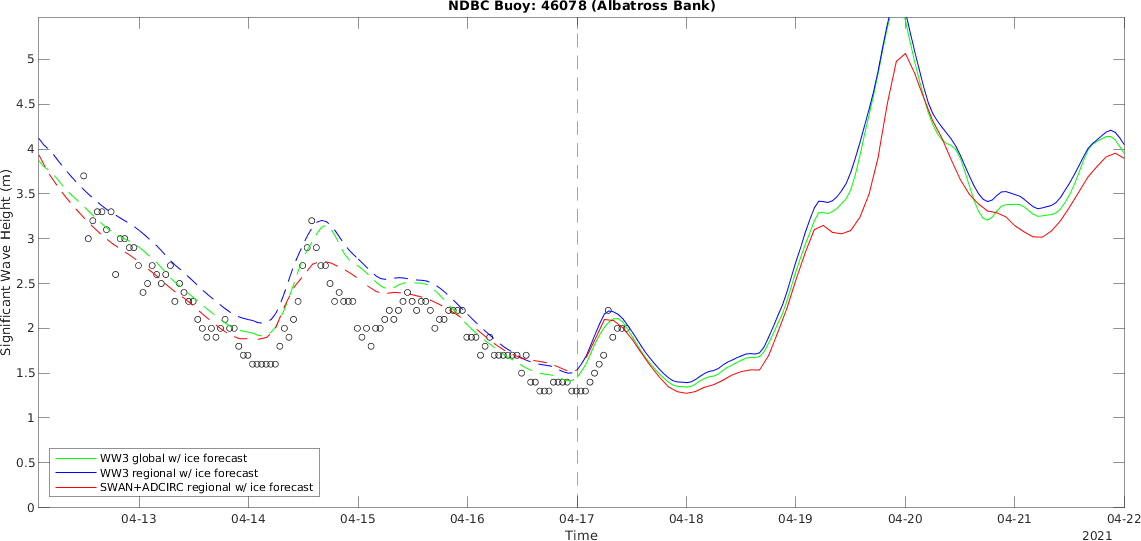 NDBC Buoy: 46078 (Albatross Bank)
Significant Wave Height (m)
5
4.5
4
3.5
3
2.5
2
1.5
1
0.5
0
WW3 global w/ ice forecast
WW3 regional w/ ice forecast
SWAN+ADCIRC regional w/ ice forecast
04-13 04-14 04-15 04-16 04-17 04-18 04-19 04-20 04-21 04-22
Time
2021